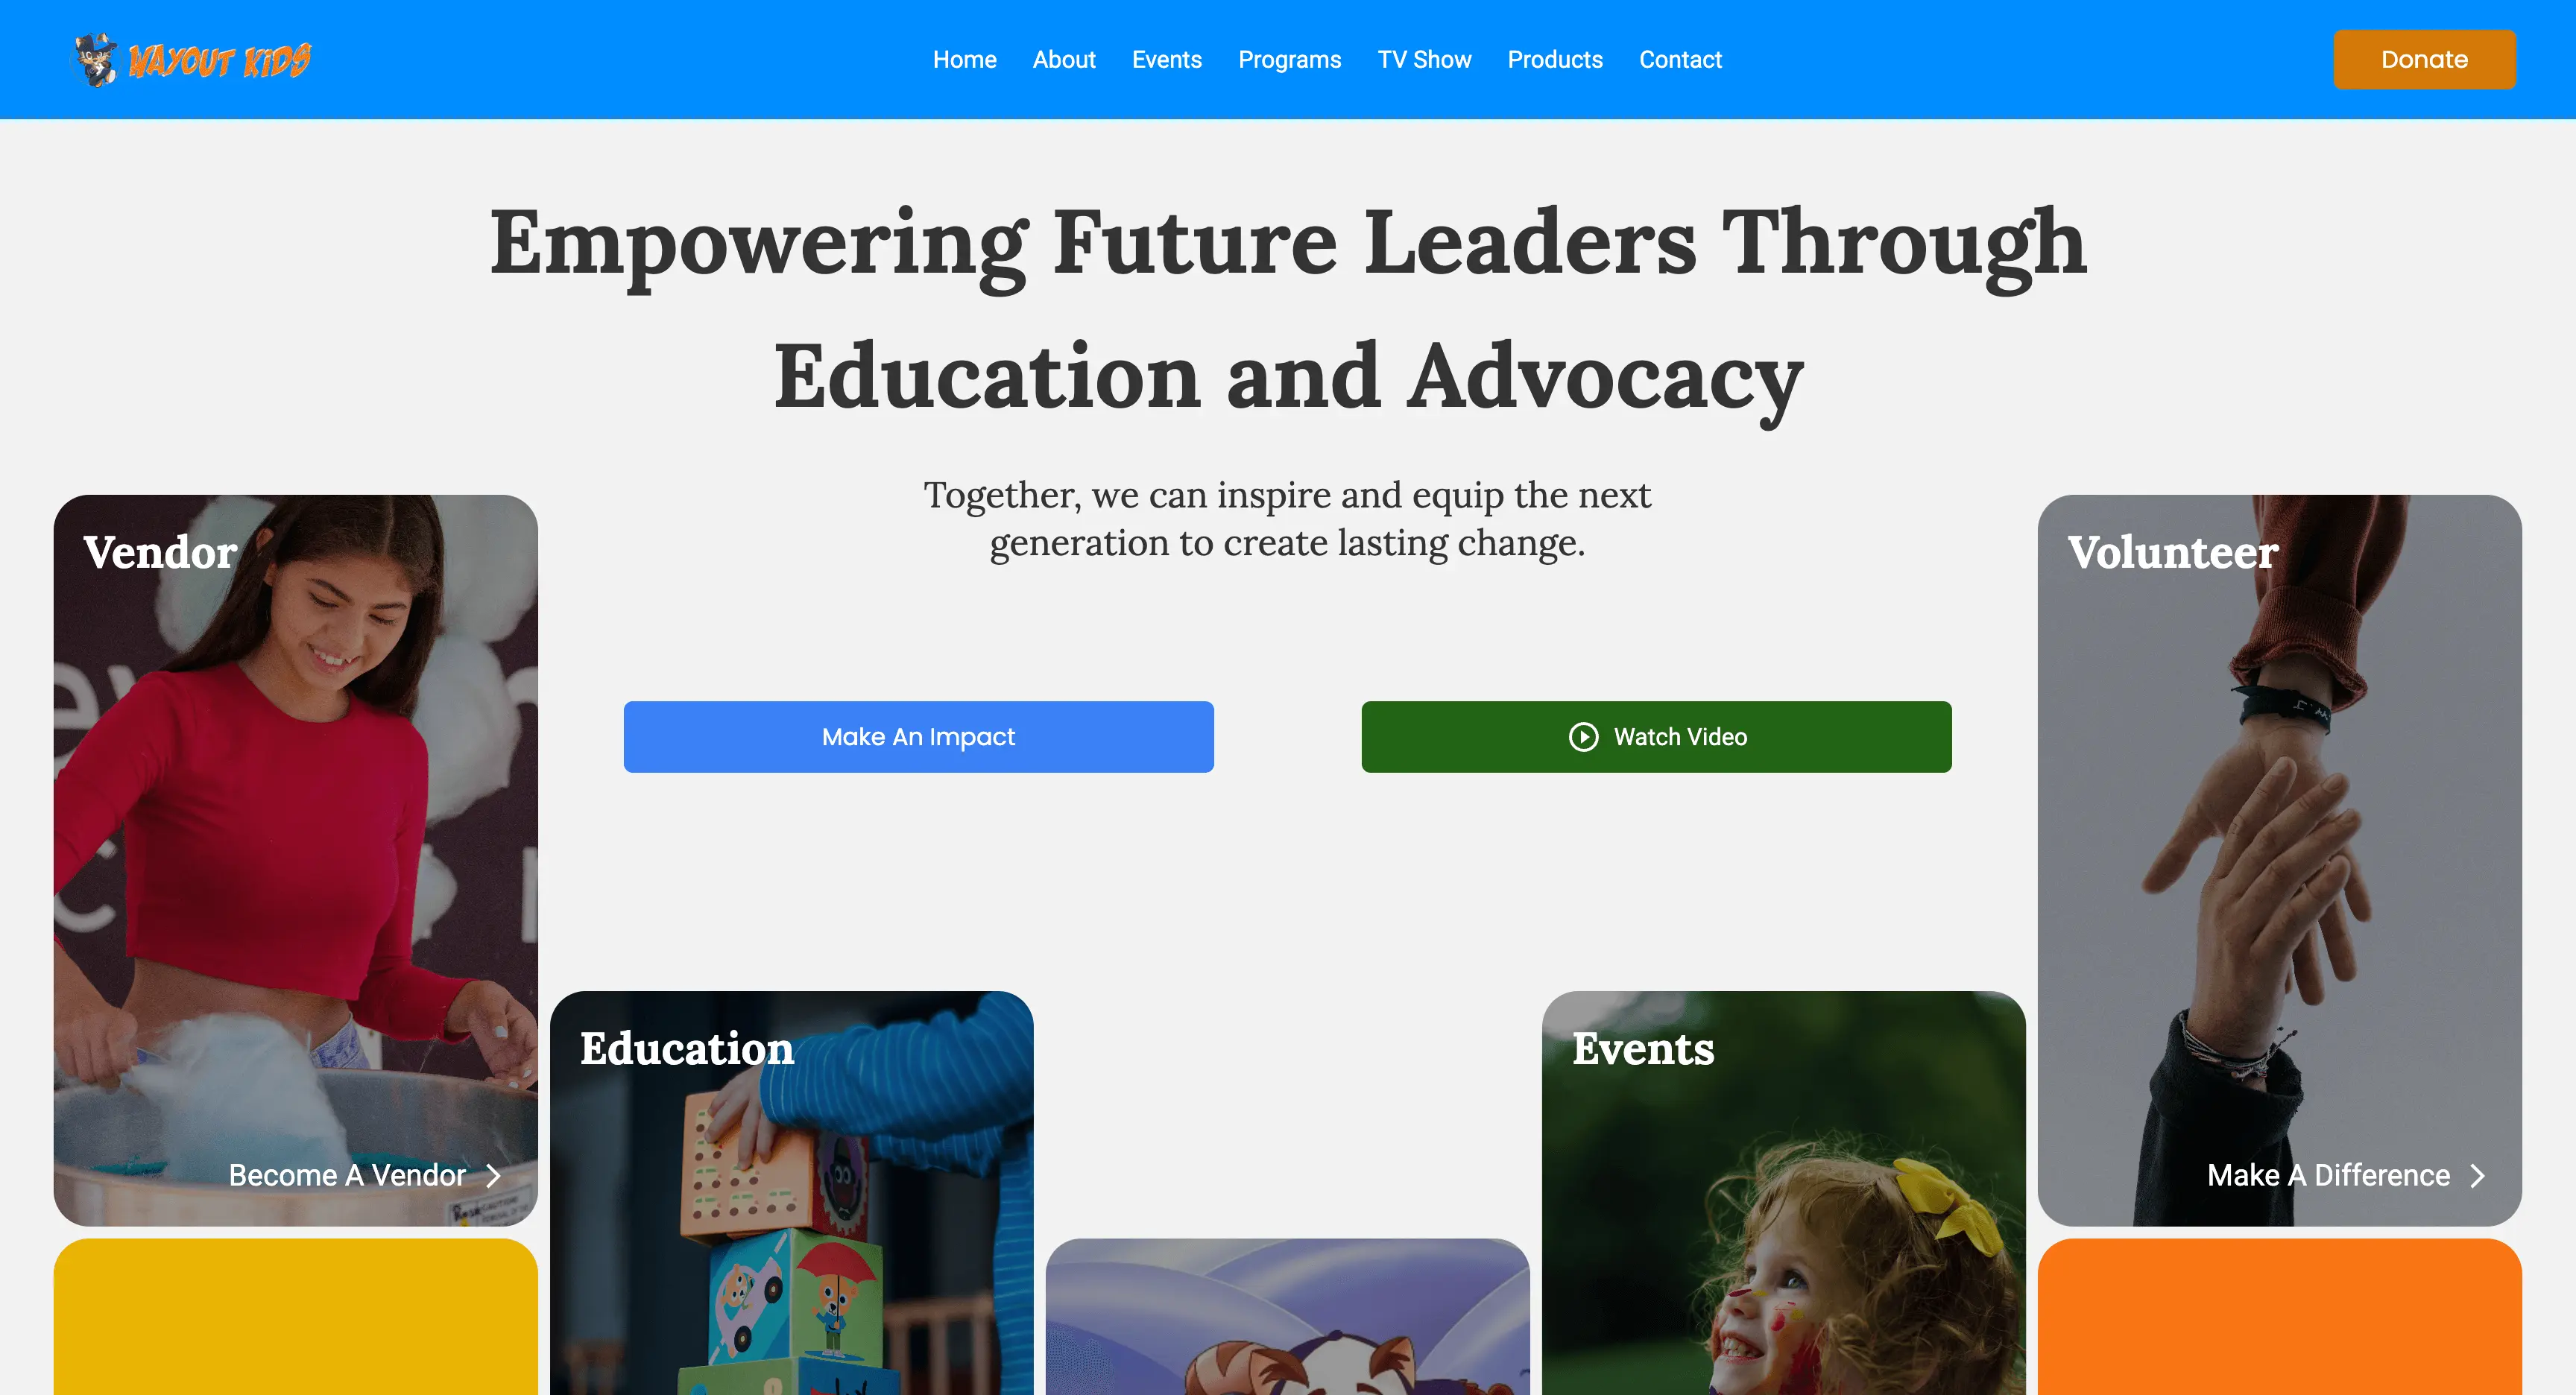 WAYOUT KIDS
Home About Events Programs TV Show Products Contact
Donate
Empowering Future Leaders Through
Education and Advocacy
Together, we can inspire and equip the next
generation to create lasting change.
Vendor
Volunteer
Make An Impact
Watch Video
Education
Events
Become A Vendor
Make A Difference